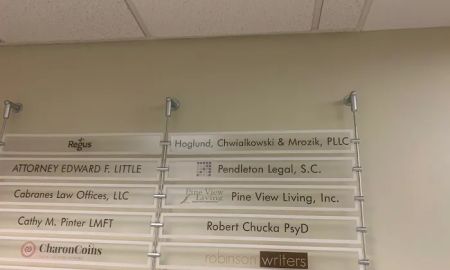 Regus
ATTORNEY EDWARD F. LITTLE
Cabranes Law Offices, LLC
Cathy M. Pinter LMFT
CharonCoins
Hoglund, Chwialkowski & Mrozik, PLLC
Pendleton Legal, S.C.
Pine View Living Pine View Living, Inc.
Robert Chucka PsyD
robinson writers